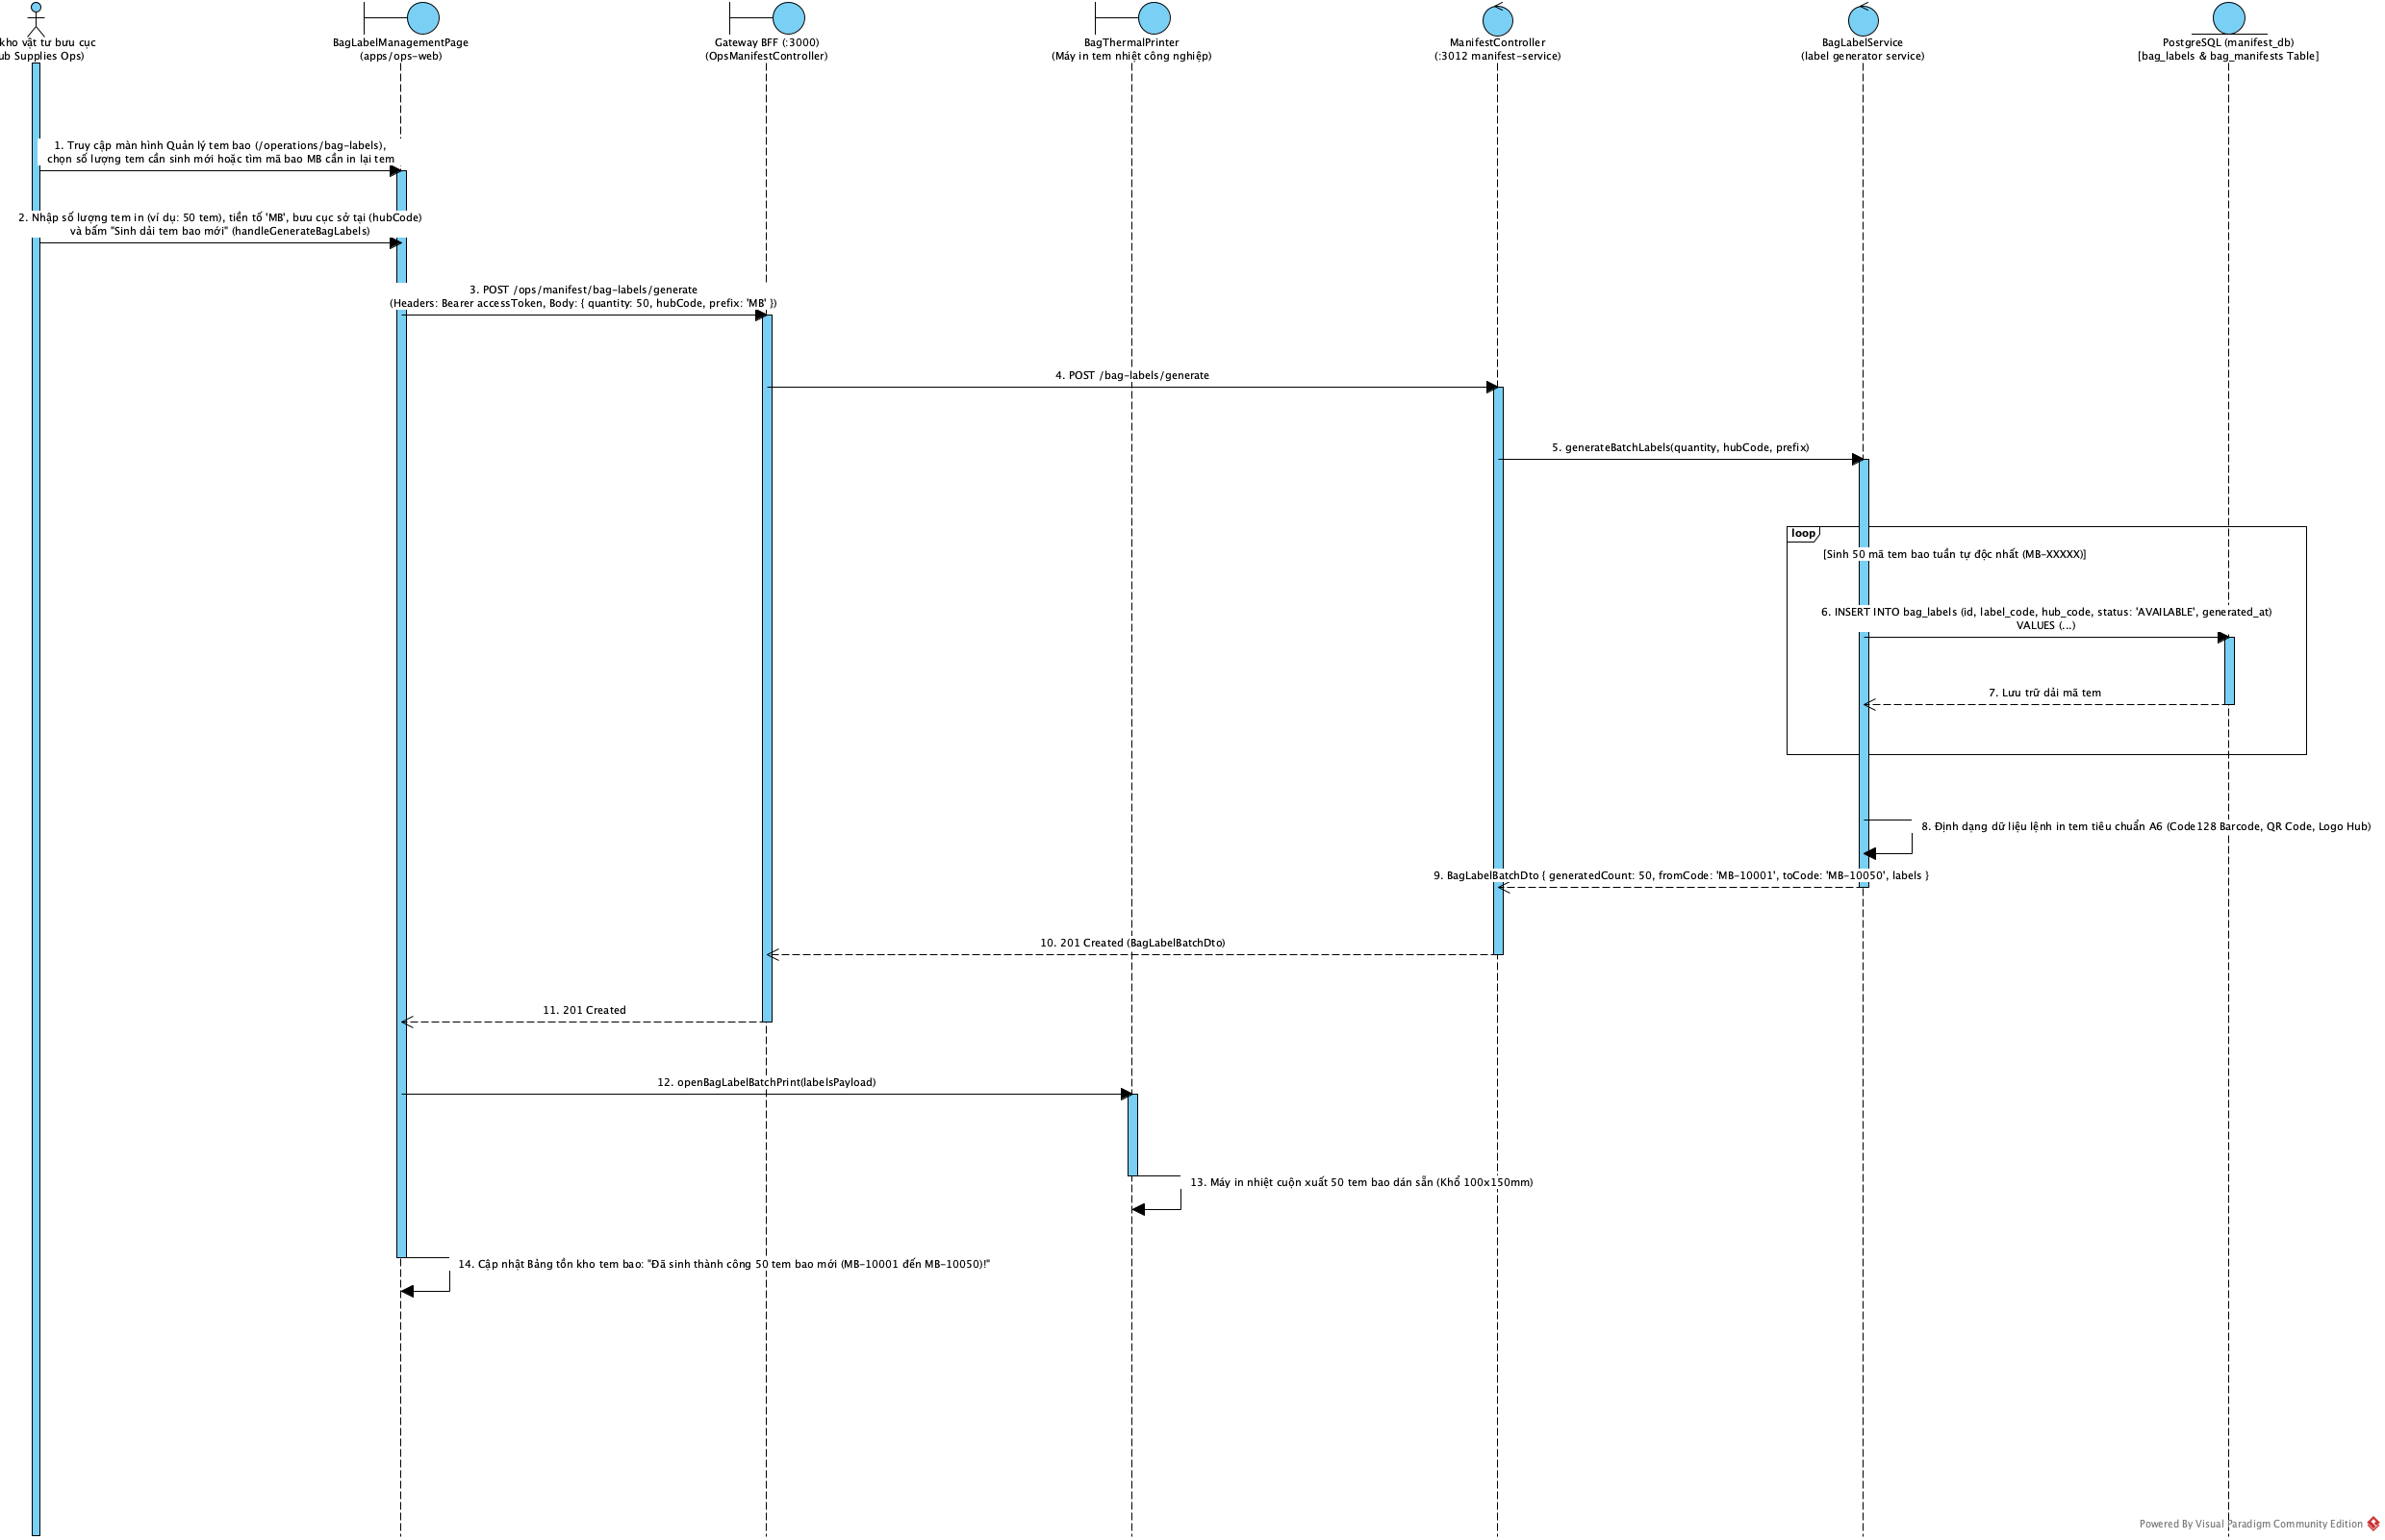 kho vật tư bưu cục
ub Supplies Ops)
BagLabelManagementPage
(apps/ops-web)
Gateway BFF (:3000)
(OpsManifestController)
BagThermalPrinter
(Máy in tem nhiệt công nghiệp)
ManifestController
(:3012 manifest-service)
BagLabelService
(label generator service)
PostgreSQL (manifest_db)
[bag_labels & bag_manifests Table]
1. Truy cập màn hình Quản lý tem bao (/operations/bag-labels),
chọn số lượng tem cần sinh mới hoặc tìm mã bao MB cần in lại tem
2. Nhập số lượng tem in (ví dụ: 50 tem), tiền tố 'MB', bưu cục sở tại (hubCode)
và bấm "Sinh dải tem bao mới" (handleGenerateBagLabels)
3. POST /ops/manifest/bag-labels/generate
(Headers: Bearer accessToken, Body: { quantity: 50, hubCode, prefix: 'MB' })
4. POST /bag-labels/generate
5. generateBatchLabels(quantity, hubCode, prefix)
loop
[Sinh 50 mã tem bao tuần tự độc nhất (MB-XXXXX)]
6. INSERT INTO bag_labels (id, label_code, hub_code, status: 'AVAILABLE', generated_at)
VALUES (...)
7. Lưu trữ dải mã tem
8. Định dạng dữ liệu lệnh in tem tiêu chuẩn A6 (Code128 Barcode, QR Code, Logo Hub)
9. BagLabelBatchDto { generatedCount: 50, fromCode: 'MB-10001', toCode: 'MB-10050', labels }
10. 201 Created (BagLabelBatchDto)
11. 201 Created
12. openBagLabelBatchPrint(labelsPayload)
13. Máy in nhiệt cuộn xuất 50 tem bao dán sẵn (Khổ 100x150mm)
14. Cập nhật Bảng tồn kho tem bao: "Đã sinh thành công 50 tem bao mới (MB-10001 đến MB-10050)!"
Powered By Visual Paradigm Community Edition